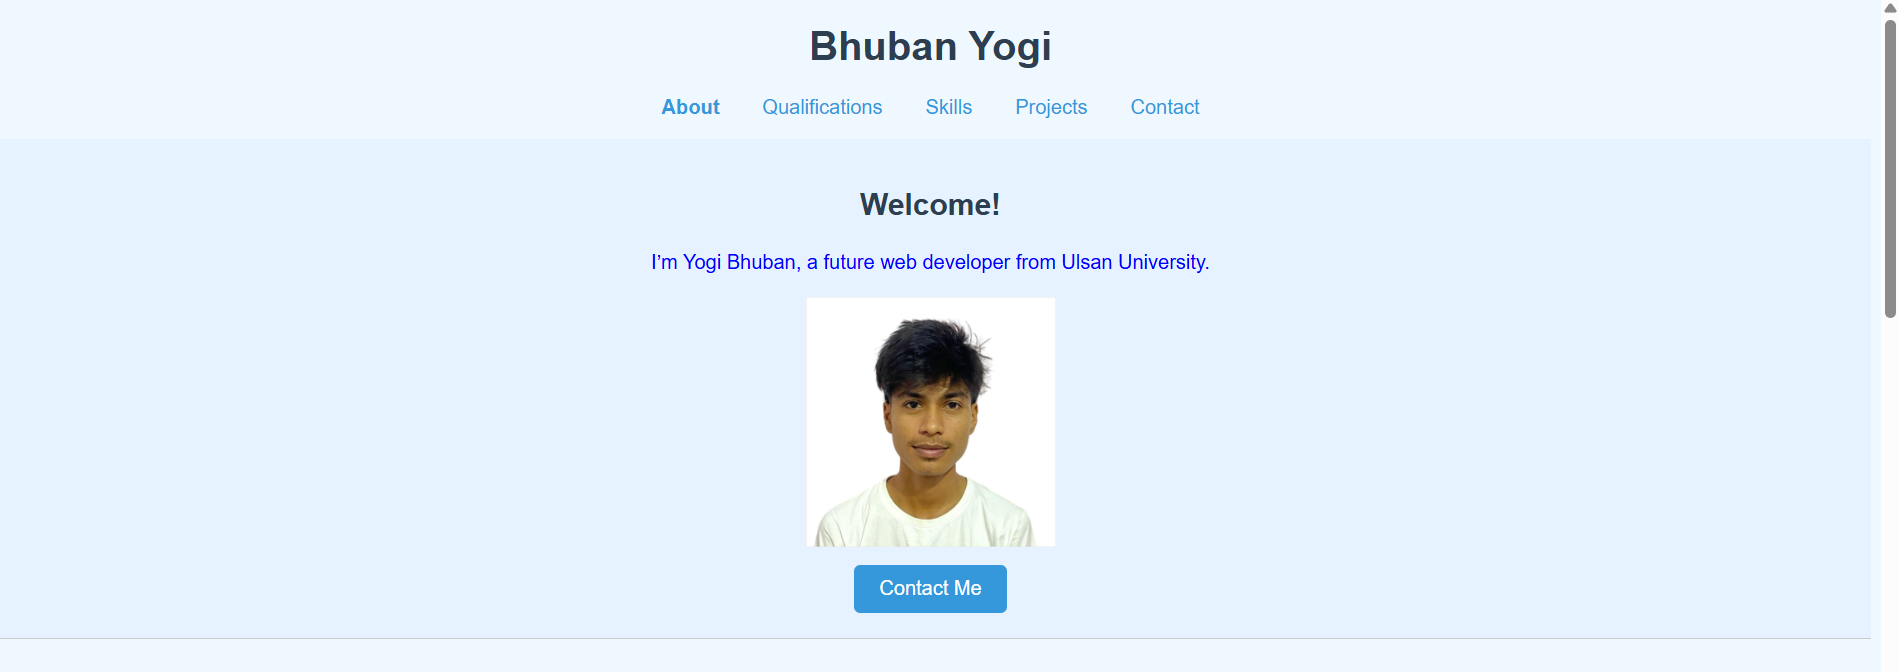 Bhuban Yogi
About Qualifications Skills Projects Contact
Welcome!
I’m Yogi Bhuban, a future web developer from Ulsan University.
Contact Me